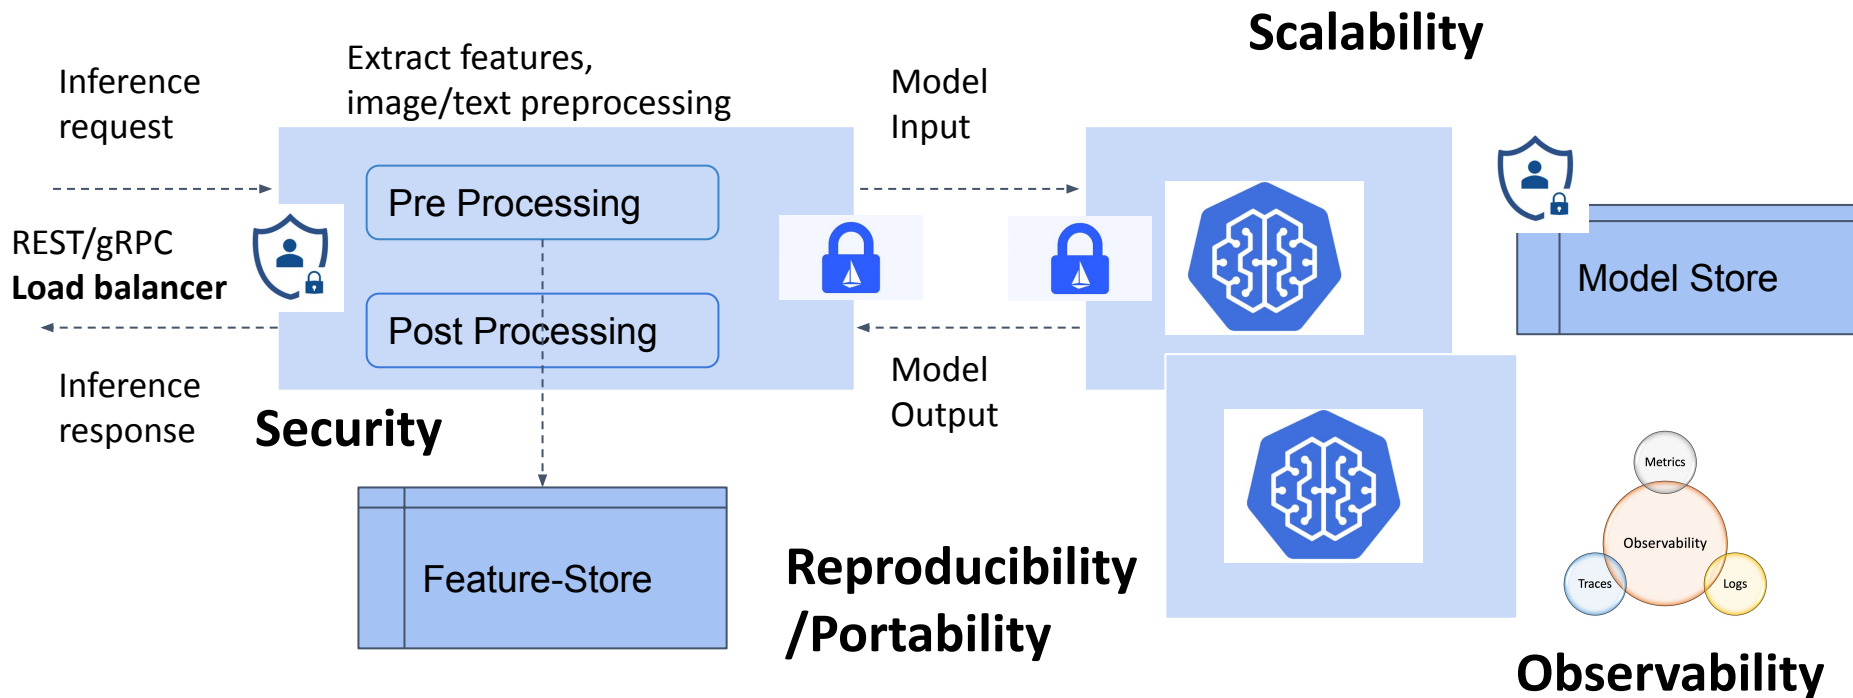 Scalability
Extract features,
image/text preprocessing
Inference
request
Model
Input
Pre Processing
REST/gRPC
Load balancer
Model Store
Post Processing
Inference
response
Model
Output
Security
Metrics
Observability
Traces
Logs
Feature-Store
Reproducibility
/Portability
Observability